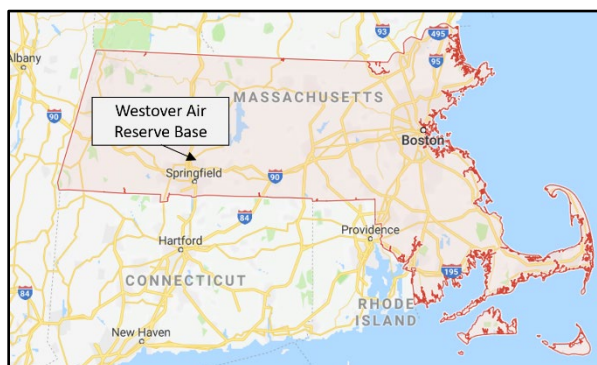 93
495
Albany
95
Westover Air
Reserve Base
MASSACHUSETTS
90
Boston
Springfield
90
84
Providence
Hartford
CONNECTICUT
195
84
RHODE
ISLAND
New Haven